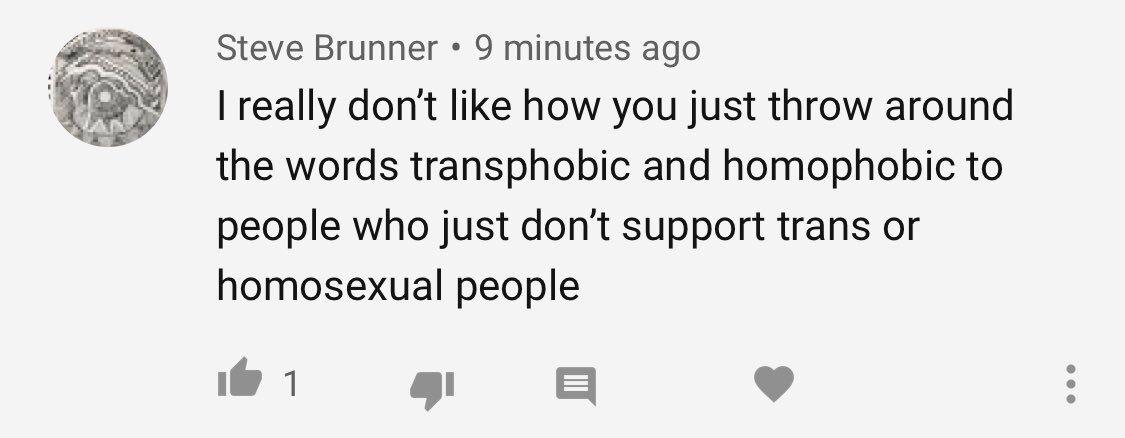 Steve Brunner • 9 minutes ago
I really don’t like how you just throw around
the words transphobic and homophobic to
people who just don’t support trans or
homosexual people
1